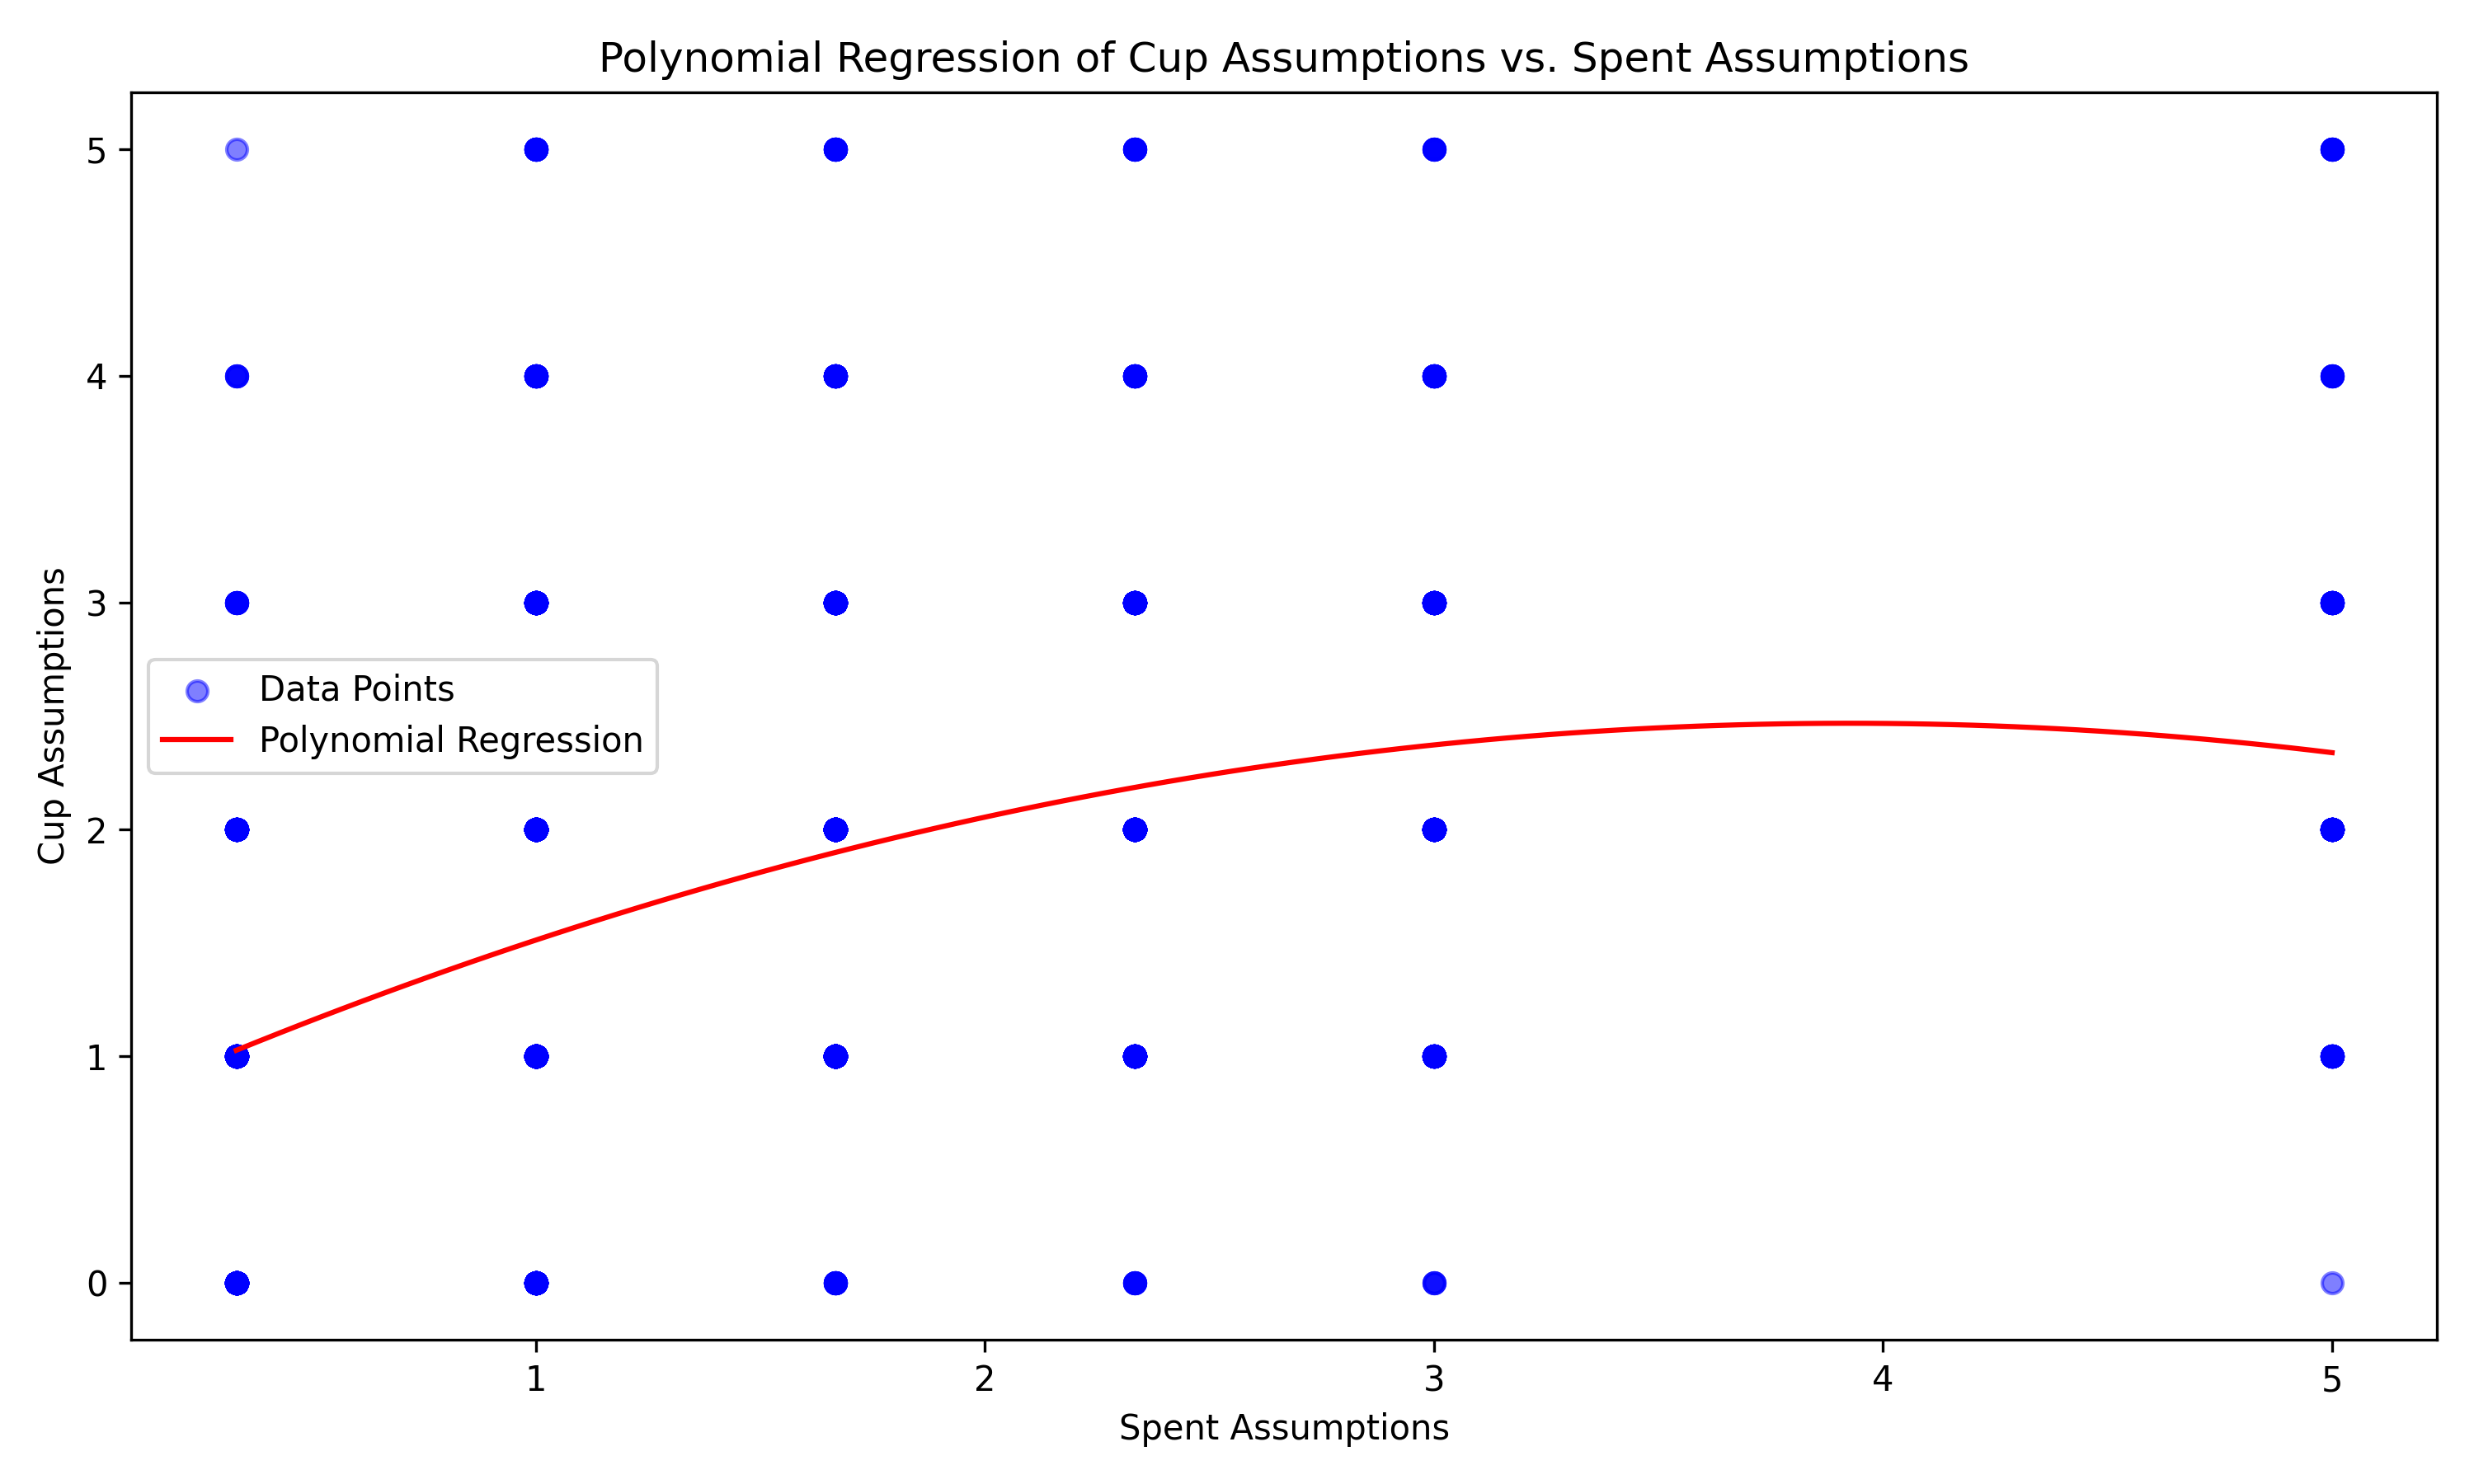 Polynomial Regression of Cup Assumptions vs. Spent Assumptions
5
4
3
2
1
0
Cup Assumptions
Data Points
Polynomial Regression
1
2
3
4
5
Spent Assumptions